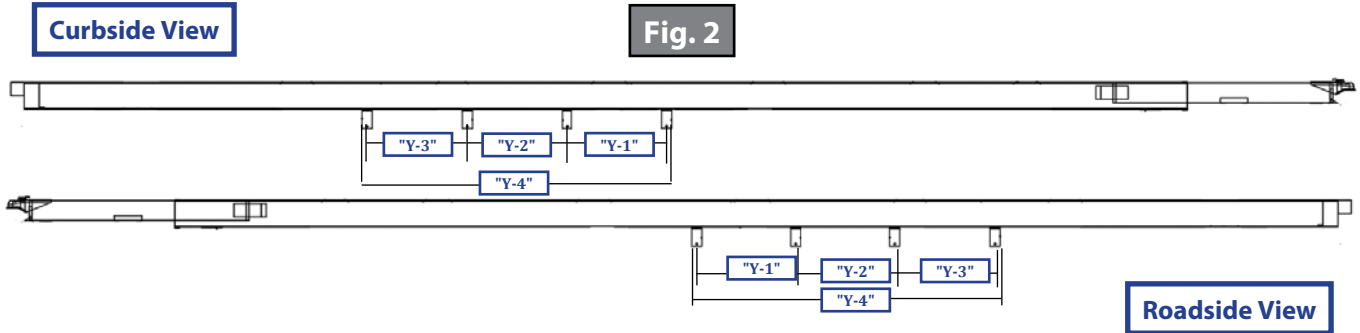 Curbside View
Fig. 2
"Y-3" "Y-2" "Y-1"
"Y-4"
"Y-1" "Y-2" "Y-3"
"Y-4"
Roadside View